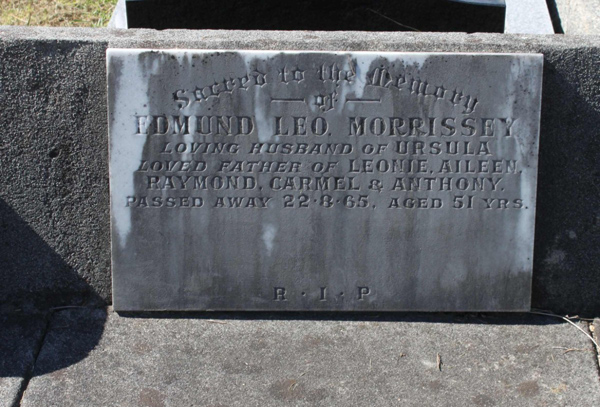 Sacred to the Memory
of
EDMUND LEO. MORRISSEY
LOVING HUSBAND OF URSULA
LOVED FATHER OF LEONIE, AILEEN,
RAYMOND, CARMEL & ANTHONY.
PASSED AWAY 22·8·65. AGED 51 YRS.
R · I · P